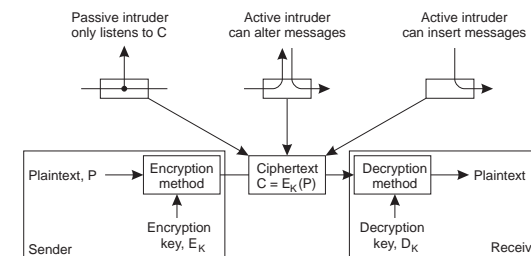 Passive intruder
only listens to C
Active intruder
can alter messages
Active intruder
can insert messages
Plaintext, P
Encryption
method
Ciphertext
C = E_K(P)
Decryption
method
Plaintext
Encryption
key, E_K
Decryption
key, D_K
Sender
Receiv